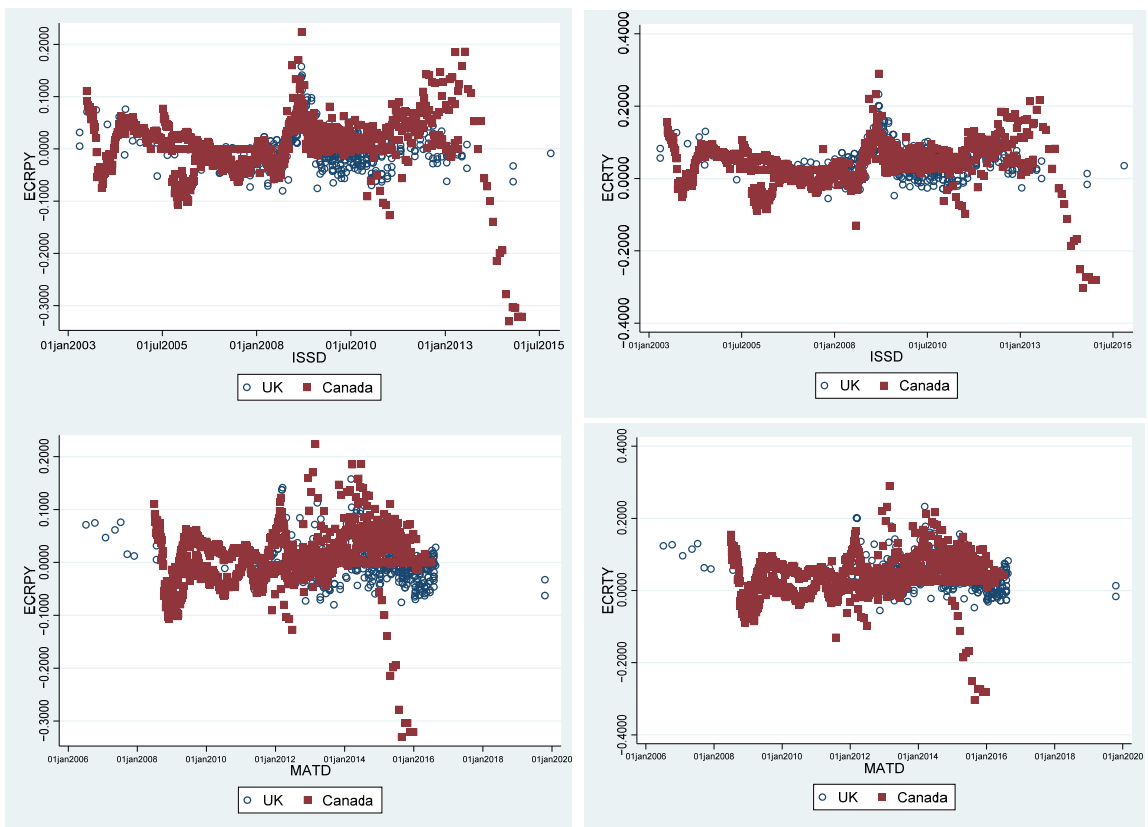 0.2000
0.1000
0.0000
−0.1000
−0.2000
−0.3000
ECRPY
01jan2003 01jul2005 01jan2008 01jul2010 01jan2013 01jul2015
ISSD
UK Canada
0.4000
0.2000
0.0000
−0.2000
−0.4000
ECRTY
01jan2003 01jul2005 01jan2008 01jul2010 01jan2013 01jul2015
ISSD
UK Canada
0.2000
0.1000
0.0000
−0.1000
−0.2000
−0.3000
ECRPY
01jan2006 01jan2008 01jan2010 01jan2012 01jan2014 01jan2016 01jan2018 01jan2020
MATD
UK Canada
0.4000
0.2000
0.0000
−0.2000
−0.4000
ECRTY
01jan2006 01jan2008 01jan2010 01jan2012 01jan2014 01jan2016 01jan2018 01jan2020
MATD
UK Canada